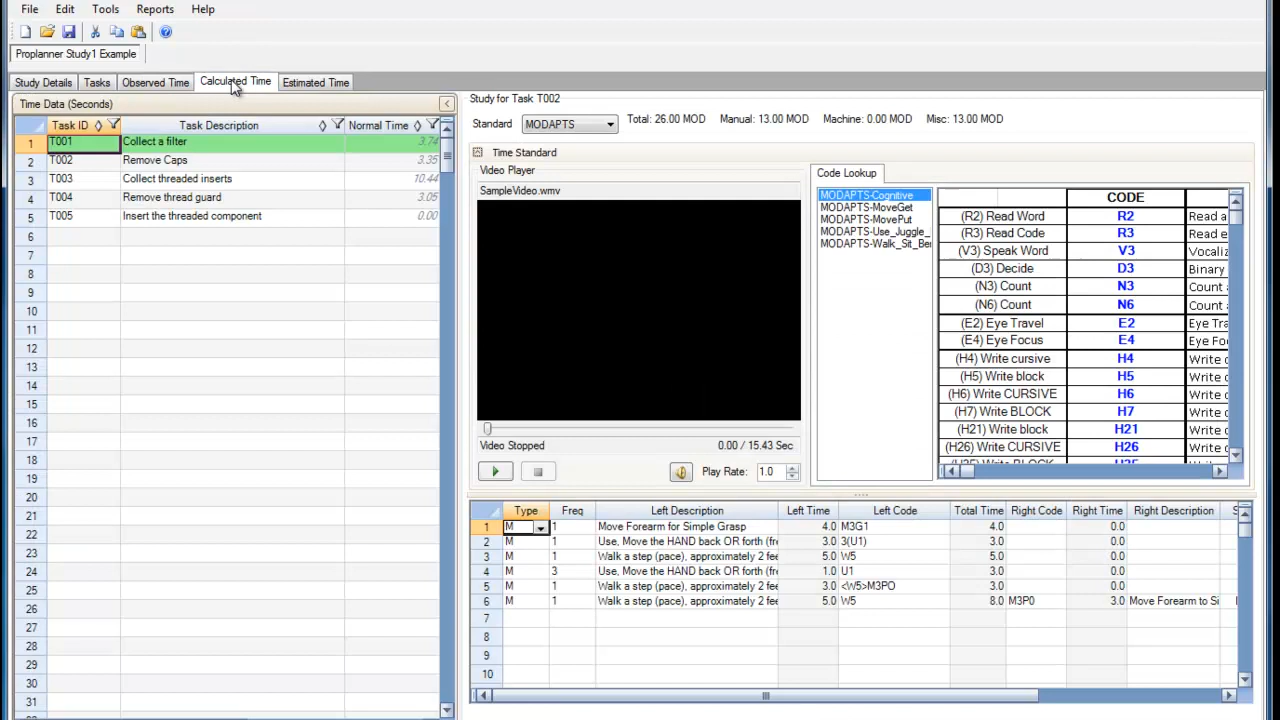 File Edit Tools Reports Help
Proplanner Study1 Example
Study Details Tasks Observed Time Calculated Time Estimated Time
Time Data (Seconds)
Task ID Task Description Normal Time
1 T001 Collect a filter 3.74
2 T002 Remove Caps 3.35
3 T003 Collect threaded inserts 10.44
4 T004 Remove thread guard 3.05
5 T005 Insert the threaded component 0.00
6
7
8
9
10
11
12
13
14
15
16
17
18
19
20
21
22
23
24
25
26
27
28
29
30
31
Study for Task T002
Standard MODAPTS Total: 26.00 MOD Manual: 13.00 MOD Machine: 0.00 MOD Misc: 13.00 MOD
Time Standard
Video Player
SampleVideo.wmv
Video Stopped 0.00 / 15.43 Sec
Play Rate: 1.0
Code Lookup
MODAPTS-Cognitive
MODAPTS-MoveGet
MODAPTS-MovePut
MODAPTS-Use_Juggle_
MODAPTS-Walk_Sit_Be
CODE
(R2) Read Word R2 Read a
(R3) Read Code R3 Read e
(V3) Speak Word V3 Vocaliz
(D3) Decide D3 Binary
(N3) Count N3 Count a
(N6) Count N6 Count a
(E2) Eye Travel E2 Eye Tra
(E4) Eye Focus E4 Eye Fo
(H4) Write cursive H4 Write c
(H5) Write block H5 Write c
(H6) Write CURSIVE H6 Write c
(H7) Write BLOCK H7 Write c
(H21) Write block H21 Write c
(H26) Write CURSIVE H26 Write c
Type Freq Left Description Left Time Left Code Total Time Right Code Right Time Right Description S
1 M 1 Move Forearm for Simple Grasp 4.0 M3G1 4.0 0.0
2 M 1 Use, Move the HAND back OR forth (fr 3.0 3(U1) 3.0 0.0
3 M 1 Walk a step (pace), approximately 2 fee 5.0 W5 5.0 0.0
4 M 3 Use, Move the HAND back OR forth (fr 1.0 U1 3.0 0.0
5 M 1 Walk a step (pace), approximately 2 fee 3.0 <W5>M3PO 3.0 0.0
6 M 1 Walk a step (pace), approximately 2 fee 5.0 W5 8.0 M3P0 3.0 Move Forearm to Si
7
8
9
10